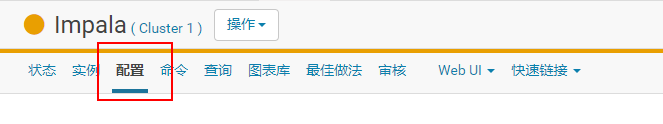 Impala ( Cluster 1 ) 操作
状态 实例 配置 命令 查询 图表库 最佳做法 审核 Web UI 快速链接